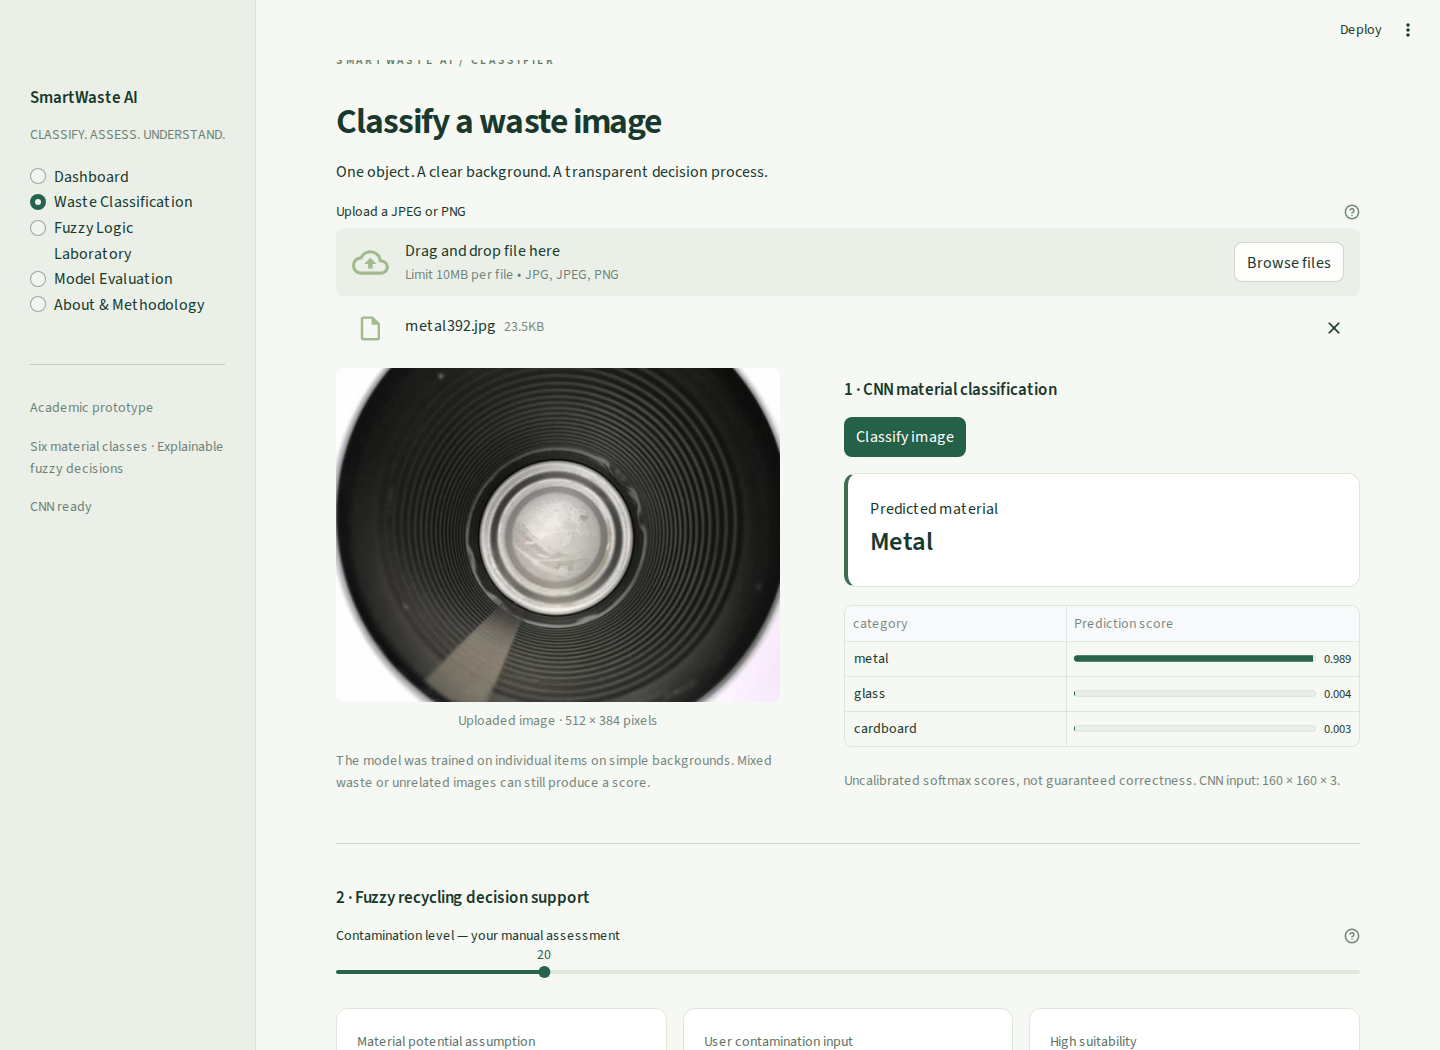 Deploy
SmartWaste AI
CLASSIFY. ASSESS. UNDERSTAND.
Dashboard
Waste Classification
Fuzzy Logic
Laboratory
Model Evaluation
About & Methodology
Academic prototype
Six material classes · Explainable
fuzzy decisions
CNN ready
SMARTWASTE AI / CLASSIFIER
Classify a waste image
One object. A clear background. A transparent decision process.
Upload a JPEG or PNG
Drag and drop file here
Limit 10MB per file • JPG, JPEG, PNG
Browse files
metal392.jpg 23.5KB
Uploaded image · 512 × 384 pixels
The model was trained on individual items on simple backgrounds. Mixed
waste or unrelated images can still produce a score.
1 · CNN material classification
Classify image
Predicted material
Metal
category Prediction score
metal 0.989
glass 0.004
cardboard 0.003
Uncalibrated softmax scores, not guaranteed correctness. CNN input: 160 × 160 × 3.
2 · Fuzzy recycling decision support
Contamination level — your manual assessment
20
Material potential assumption
User contamination input
High suitability